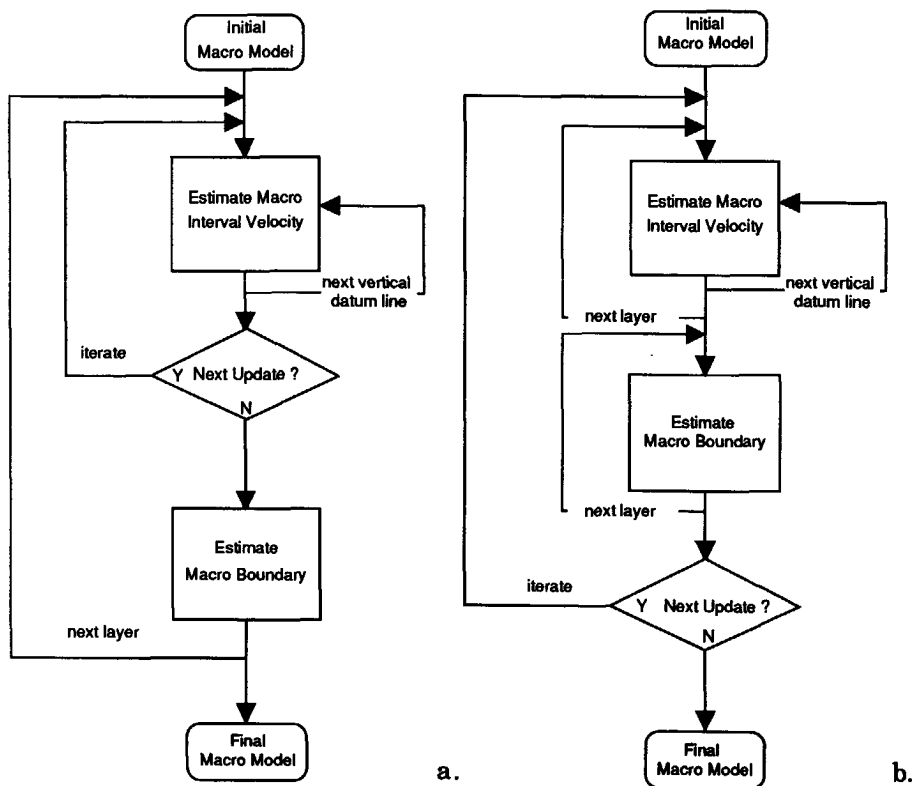 Initial
Macro Model
Estimate Macro
Interval Velocity
next vertical
datum line
iterate
Y Next Update ?
N
Estimate
Macro Boundary
next layer
Final
Macro Model
a.
Initial
Macro Model
Estimate Macro
Interval Velocity
next vertical
datum line
next layer
Estimate
Macro Boundary
next layer
iterate
Y Next Update ?
N
Final
Macro Model
b.